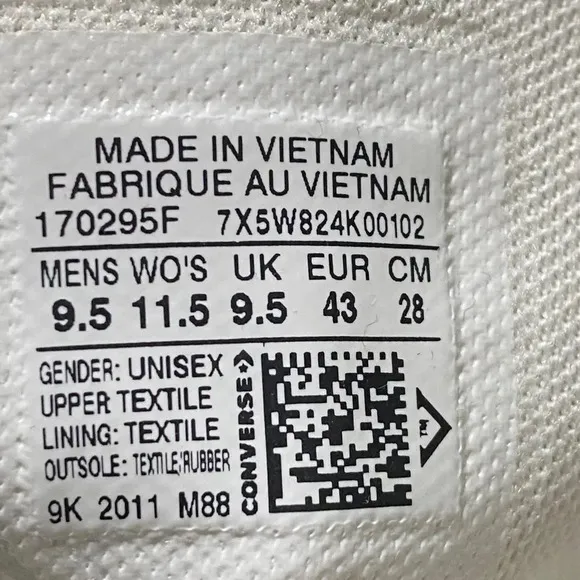 MADE IN VIETNAM
FABRIQUE AU VIETNAM
170295F 7X5W824K00102
MENS WO'S UK EUR CM
9.5 11.5 9.5 43 28
GENDER: UNISEX
UPPER TEXTILE
LINING: TEXTILE
OUTSOLE: TEXTILE/RUBBER
9K 2011 M88
CONVERSE
TM